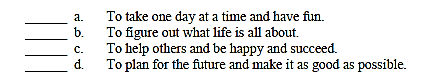 ______ a. To take one day at a time and have fun.
______ b. To figure out what life is all about.
______ c. To help others and be happy and succeed.
______ d. To plan for the future and make it as good as possible.